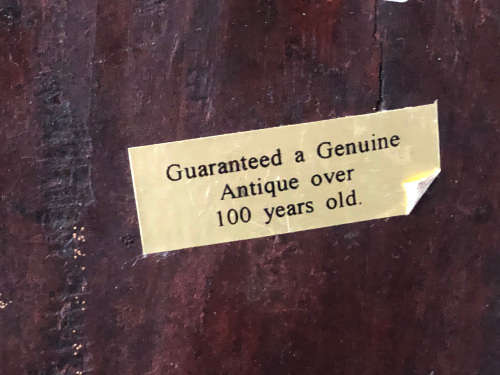 Guaranteed a Genuine
Antique over
100 years old.